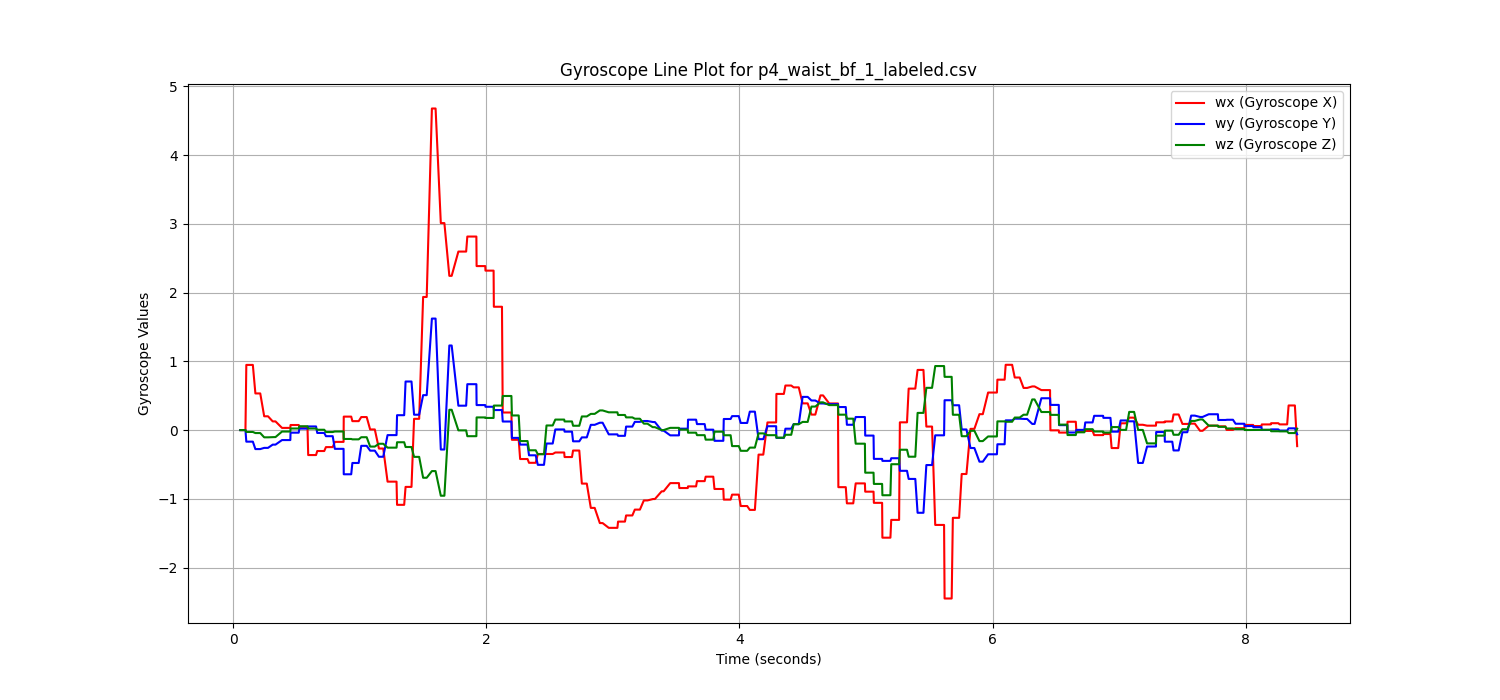 Gyroscope Line Plot for p4_waist_bf_1_labeled.csv
wx (Gyroscope X)
wy (Gyroscope Y)
wz (Gyroscope Z)
Gyroscope Values
5
4
3
2
1
0
−1
−2
0 2 4 6 8
Time (seconds)